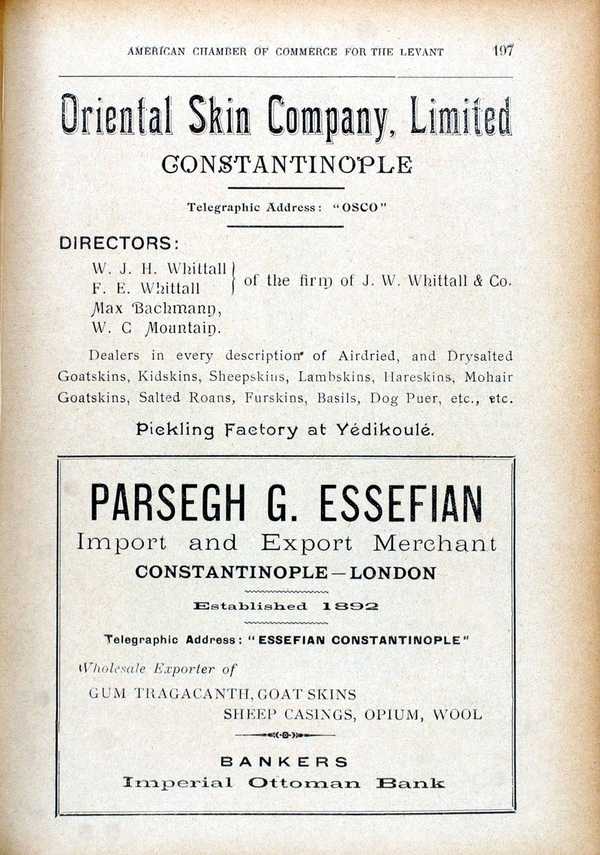 AMERICAN CHAMBER OF COMMERCE FOR THE LEVANT 197
Oriental Skin Company, Limited
CONSTANTINOPLE
Telegraphic Address: "OSCO"
DIRECTORS:
W. J. H. Whittall
F. E. Whittall
of the firm of J. W. Whittall & Co.
Max Bachmann,
W. C Mountain.
Dealers in every description of Airdried, and Drysalted
Goatskins, Kidskins, Sheepskins, Lambskins, Hareskins, Mohair
Goatskins, Salted Roans, Furskins, Basils, Dog Puer, etc., etc.
Pickling Factory at Yédikoulé.
PARSEGH G. ESSEFIAN
Import and Export Merchant
CONSTANTINOPLE—LONDON
Established 1892
Telegraphic Address: "ESSEFIAN CONSTANTINOPLE"
Wholesale Exporter of
GUM TRAGACANTH, GOAT SKINS
SHEEP CASINGS, OPIUM, WOOL
BANKERS
Imperial Ottoman Bank